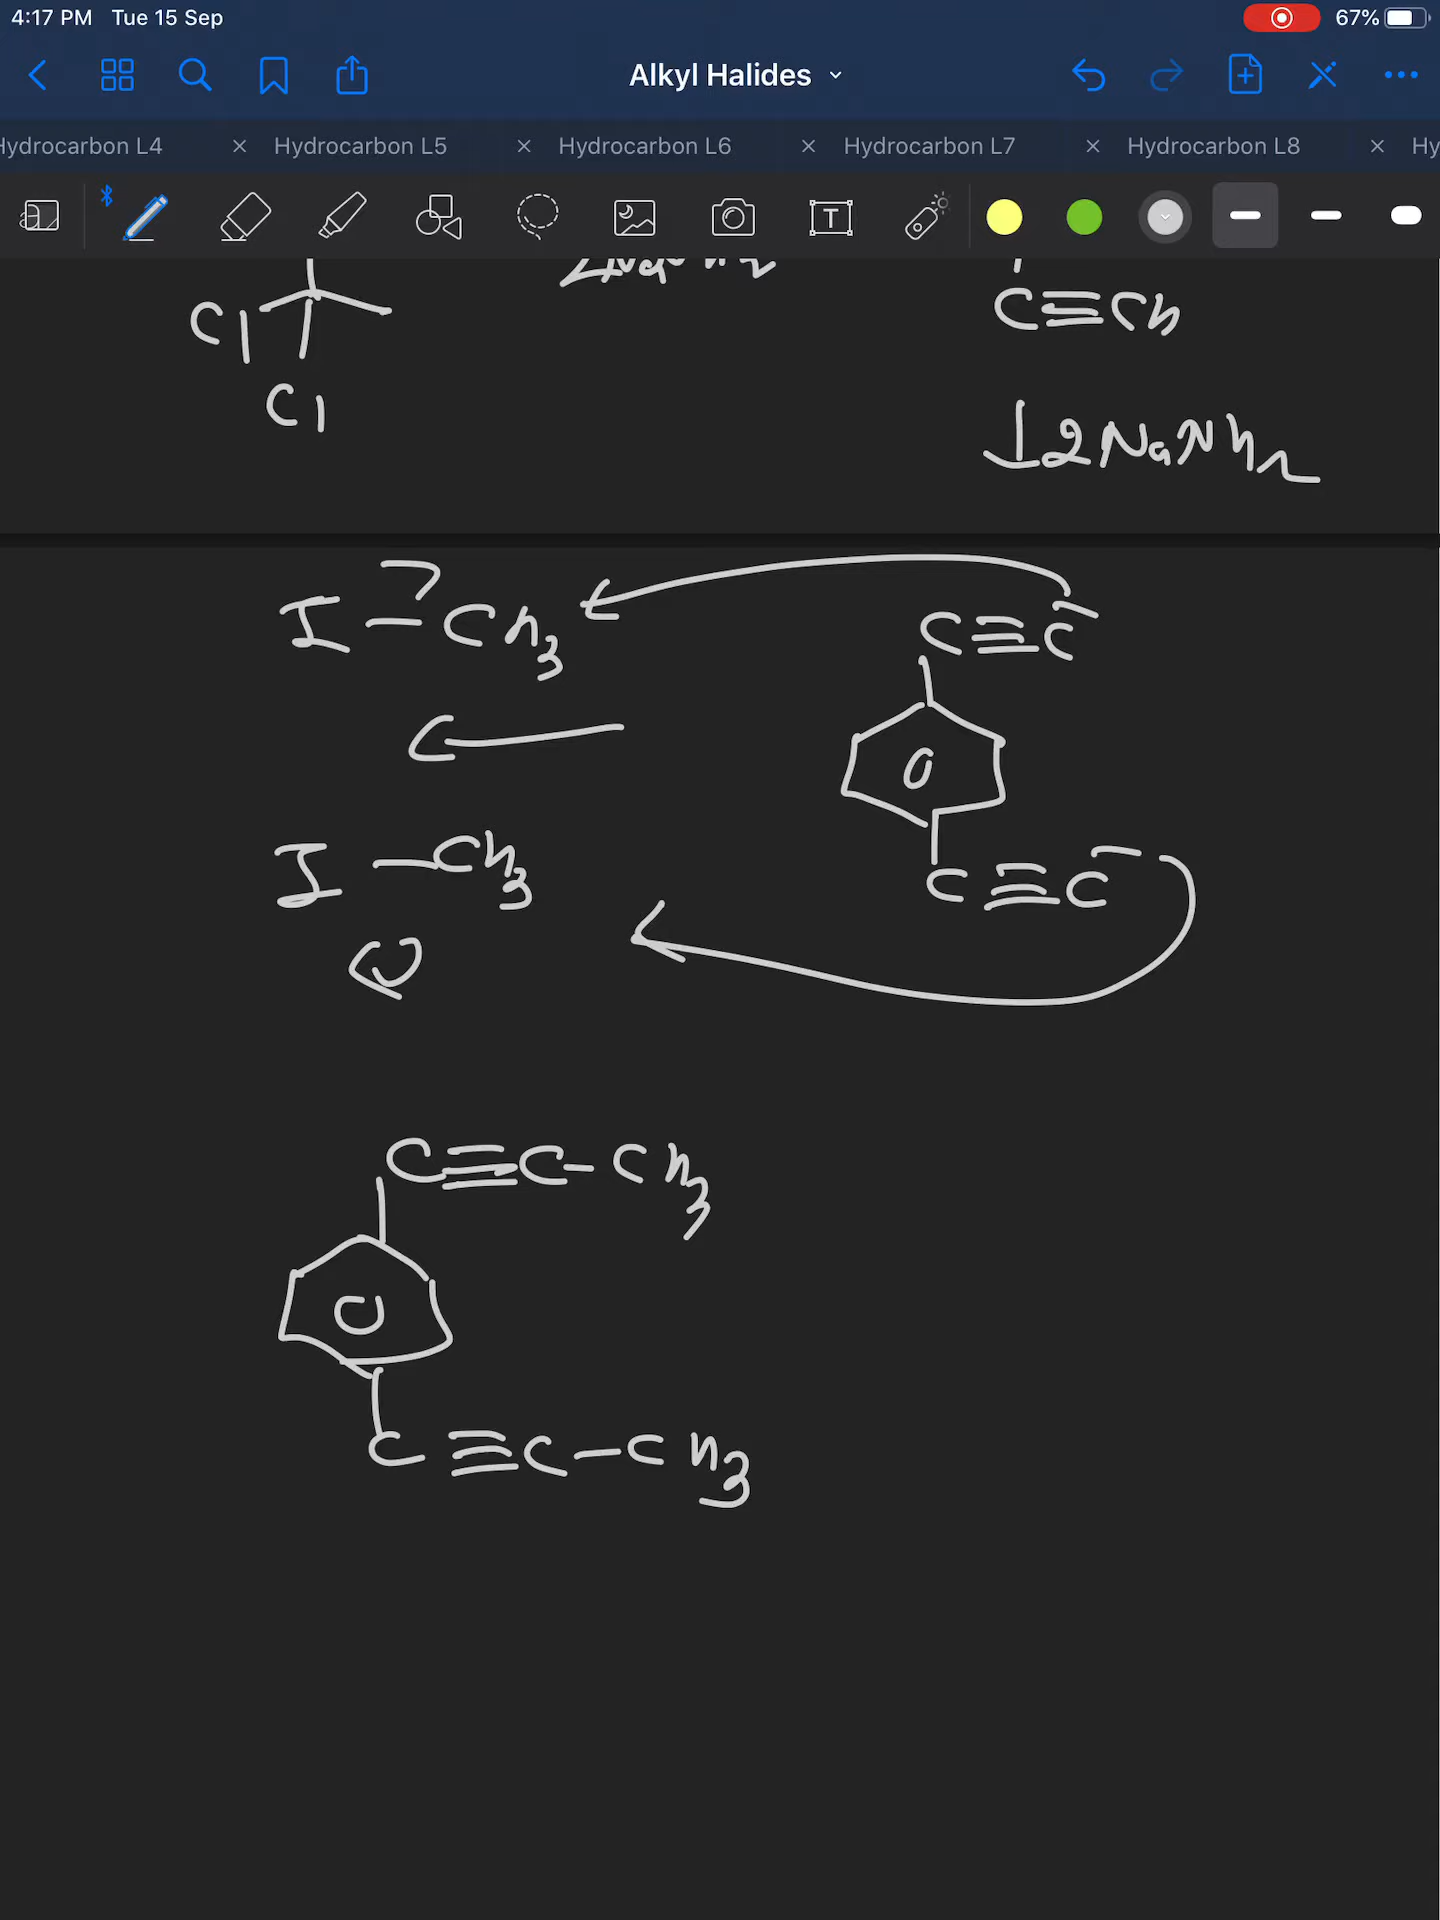 4:17 PM Tue 15 Sep
67%
Alkyl Halides
Hydrocarbon L4
Hydrocarbon L5
Hydrocarbon L6
Hydrocarbon L7
Hydrocarbon L8
Hy
T
Cl
Cl
C≡Ch
2NaNh₂
I-Ch₃
C≡C⁻
I-Ch₃
C≡C⁻
C≡C-Ch₃
C≡C-Ch₃